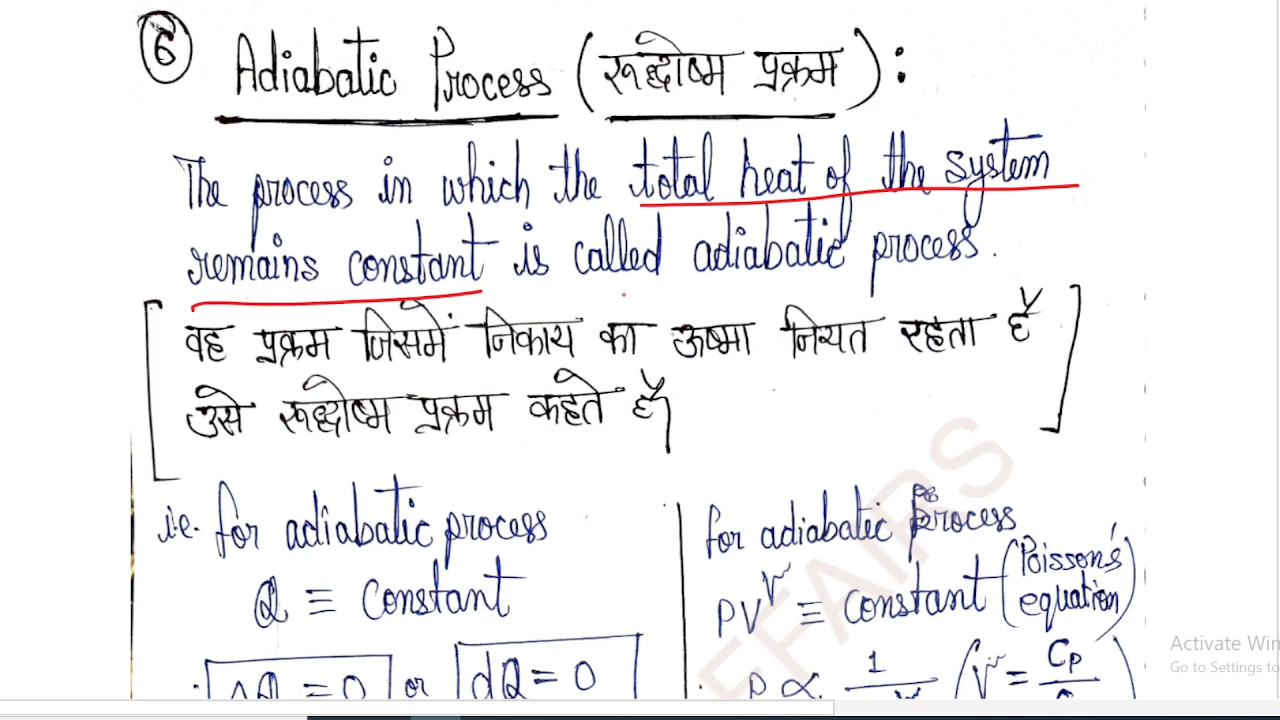 6 Adiabatic Process (रूद्धोष्म प्रक्रम):
The process in which the total heat of the system
remains constant is called adiabatic process.
[वह प्रक्रम जिसमें निकाय का ऊष्मा नियत रहता है
उसे रूद्धोष्म प्रक्रम कहते हैं]
i.e. for adiabatic process
Q ≡ Constant
ΔQ = 0 or dQ = 0
for adiabatic process
PV^γ ≡ constant (Poisson's
equation)
P ∝ 1
(γ = Cp
FFAIRS
Activate Win
Go to Settings to